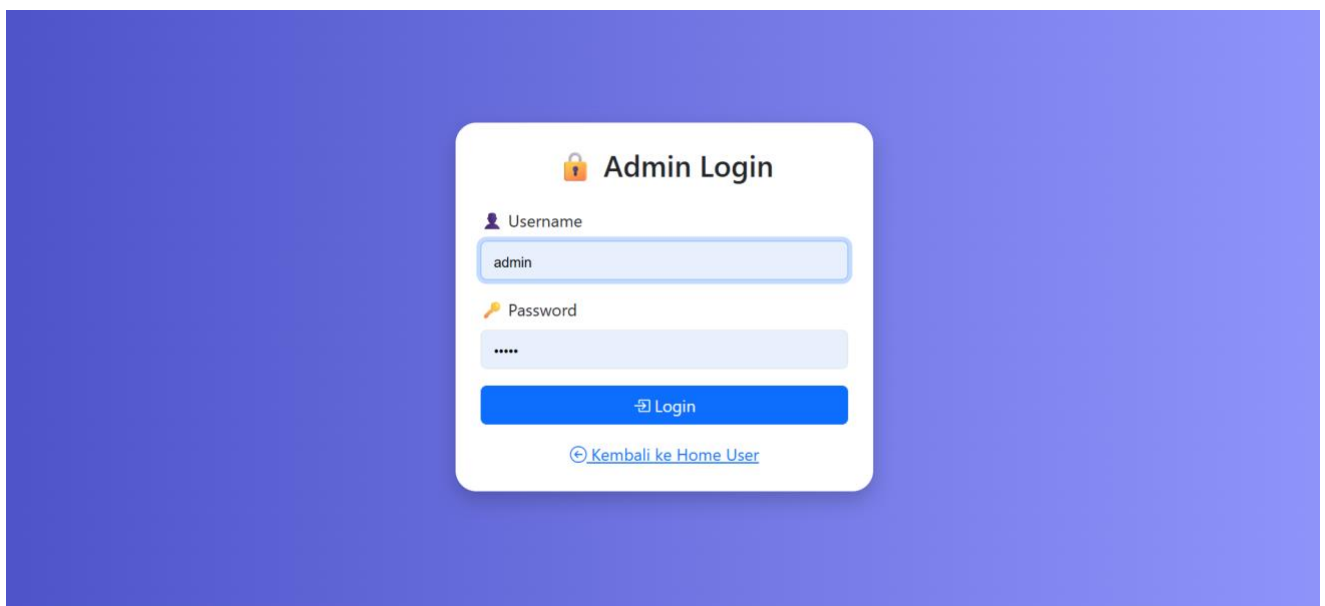 Admin Login
Username
admin
Password
•••••
Login
Kembali ke Home User